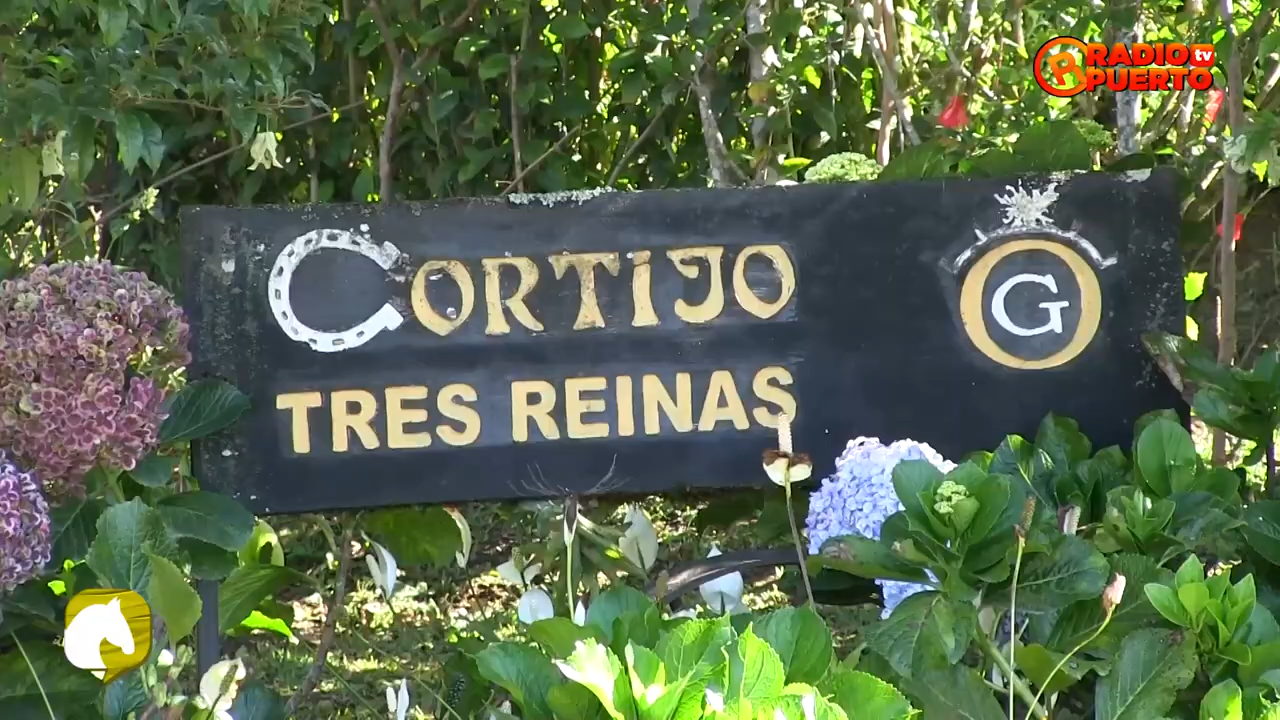 CORTIJO
TRES REINAS
G
RADIO tv
PUERTO